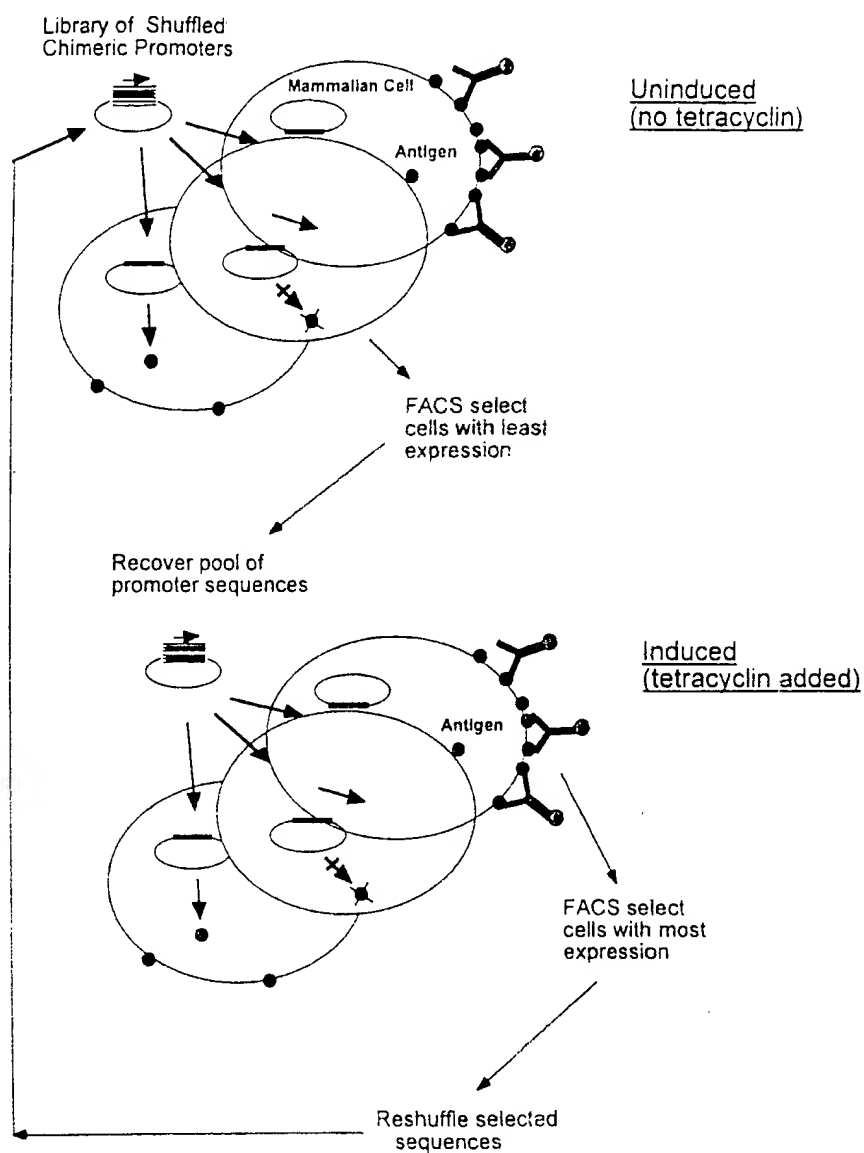 Library of Shuffled
Chimeric Promoters
Mammalian Cell
Antigen
Uninduced
(no tetracyclin)
FACS select
cells with least
expression
Recover pool of
promoter sequences
Induced
(tetracyclin added)
Antigen
FACS select
cells with most
expression
Reshuffle selected
sequences